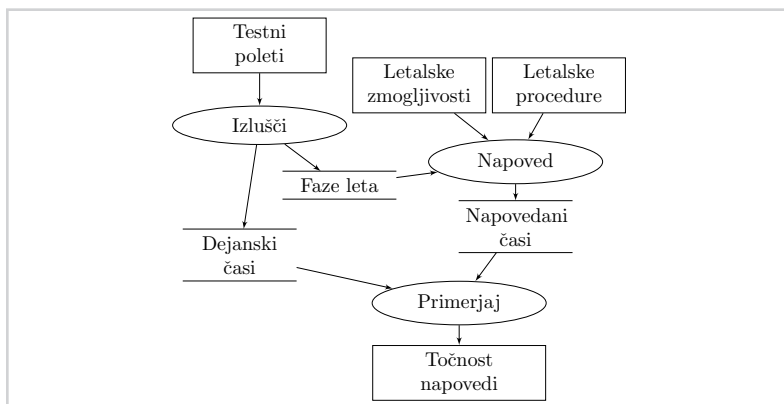 Testni
poleti
Letalske
zmogljivosti
Letalske
procedure
Izlušči
Napoved
Faze leta
Napovedani
časi
Dejanski
časi
Primerjaj
Točnost
napovedi